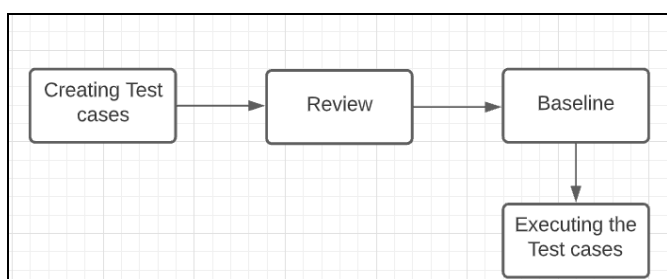 Creating Test
cases
Review
Baseline
Executing the
Test cases